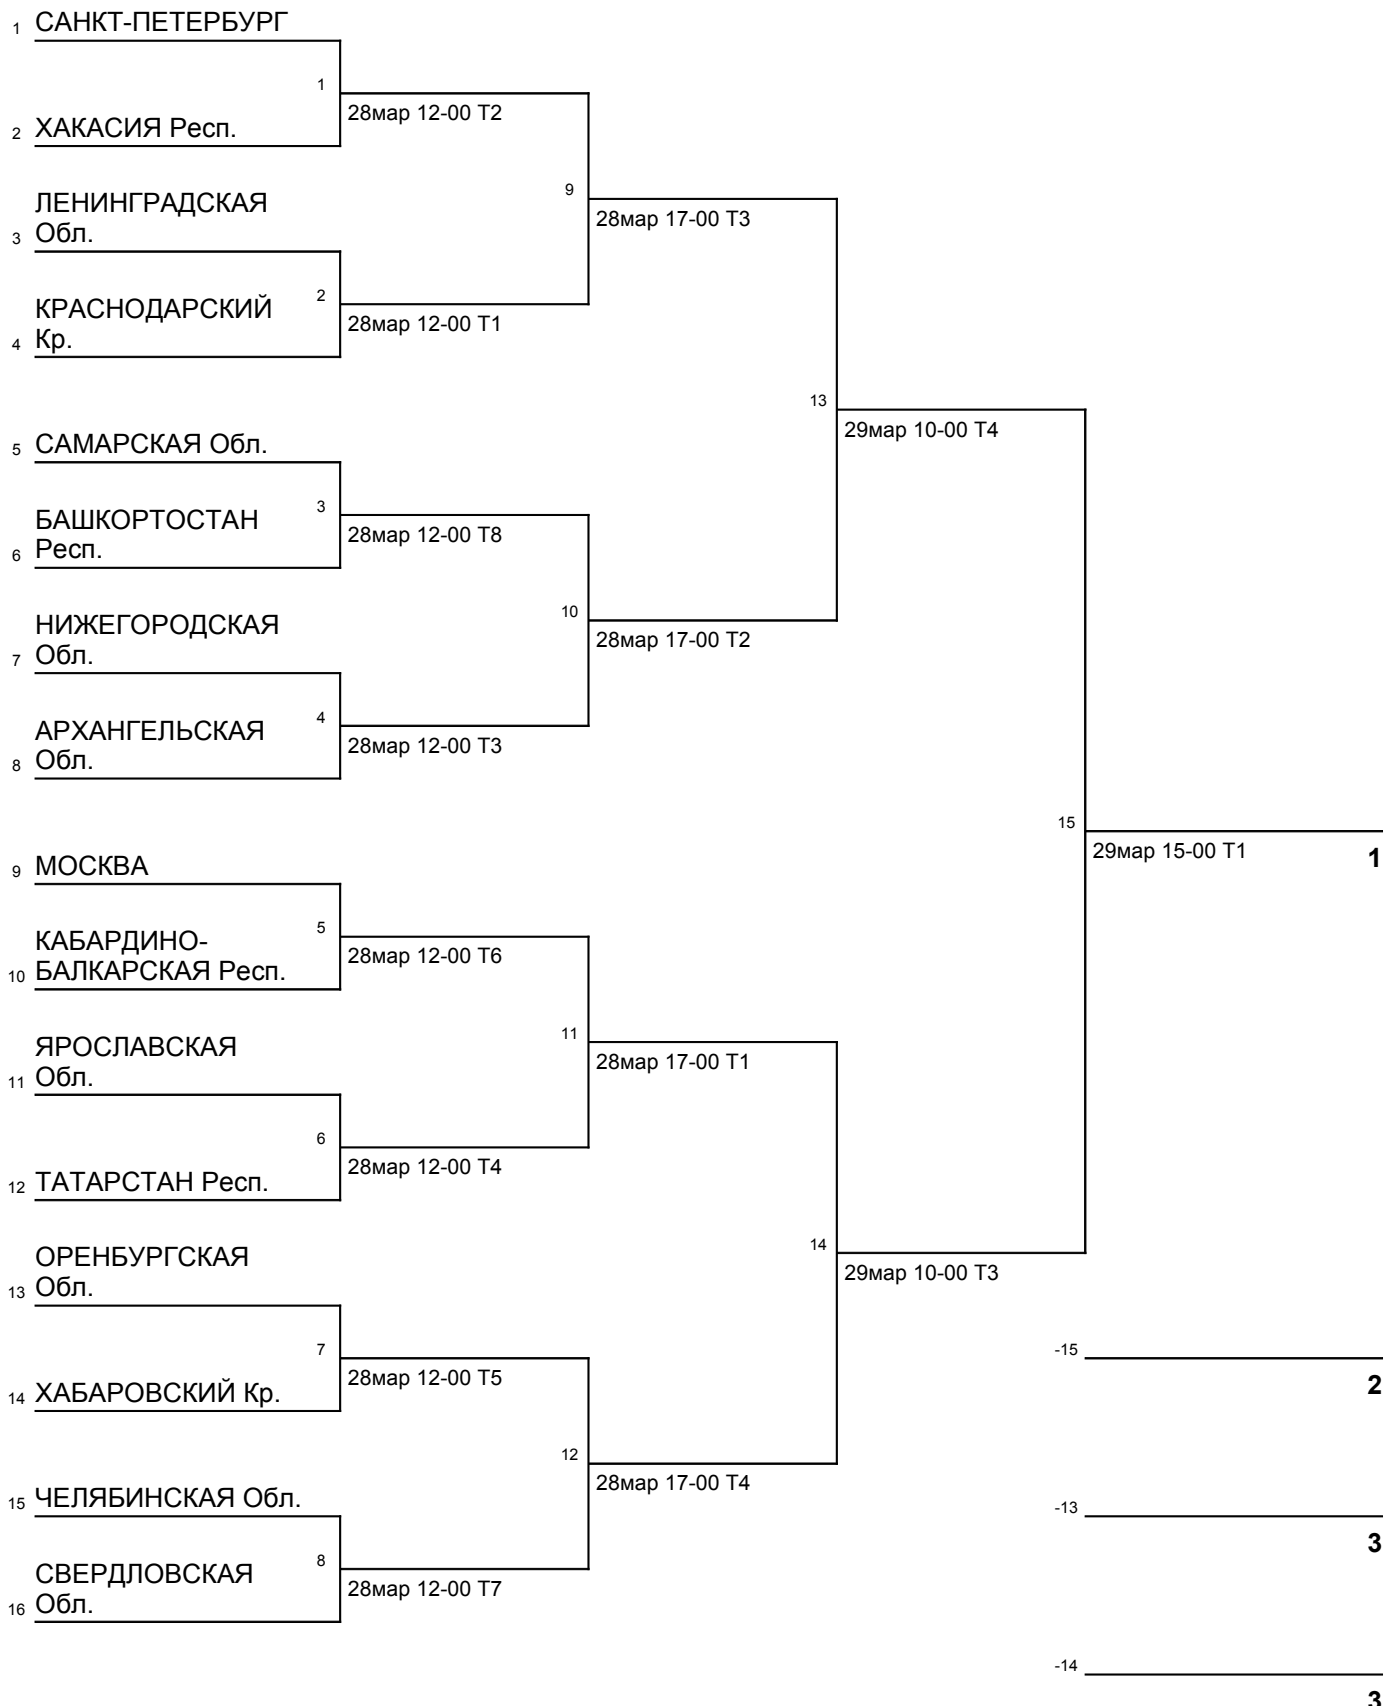 1 САНКТ-ПЕТЕРБУРГ
1
28мар 12-00 Т2
2 ХАКАСИЯ Респ.
9
28мар 17-00 Т3
ЛЕНИНГРАДСКАЯ
3 Обл.
2
28мар 12-00 Т1
КРАСНОДАРСКИЙ
4 Кр.
13
29мар 10-00 Т4
5 САМАРСКАЯ Обл.
3
28мар 12-00 Т8
БАШКОРТОСТАН
6 Респ.
10
28мар 17-00 Т2
НИЖЕГОРОДСКАЯ
7 Обл.
4
28мар 12-00 Т3
АРХАНГЕЛЬСКАЯ
8 Обл.
15
29мар 15-00 Т1
1
9 МОСКВА
5
28мар 12-00 Т6
КАБАРДИНО-
10 БАЛКАРСКАЯ Респ.
11
28мар 17-00 Т1
ЯРОСЛАВСКАЯ
11 Обл.
6
28мар 12-00 Т4
12 ТАТАРСТАН Респ.
14
29мар 10-00 Т3
ОРЕНБУРГСКАЯ
13 Обл.
7
28мар 12-00 Т5
14 ХАБАРОВСКИЙ Кр.
-15
2
12
28мар 17-00 Т4
15 ЧЕЛЯБИНСКАЯ Обл.
-13
3
8
28мар 12-00 Т7
СВЕРДЛОВСКАЯ
16 Обл.
-14
3